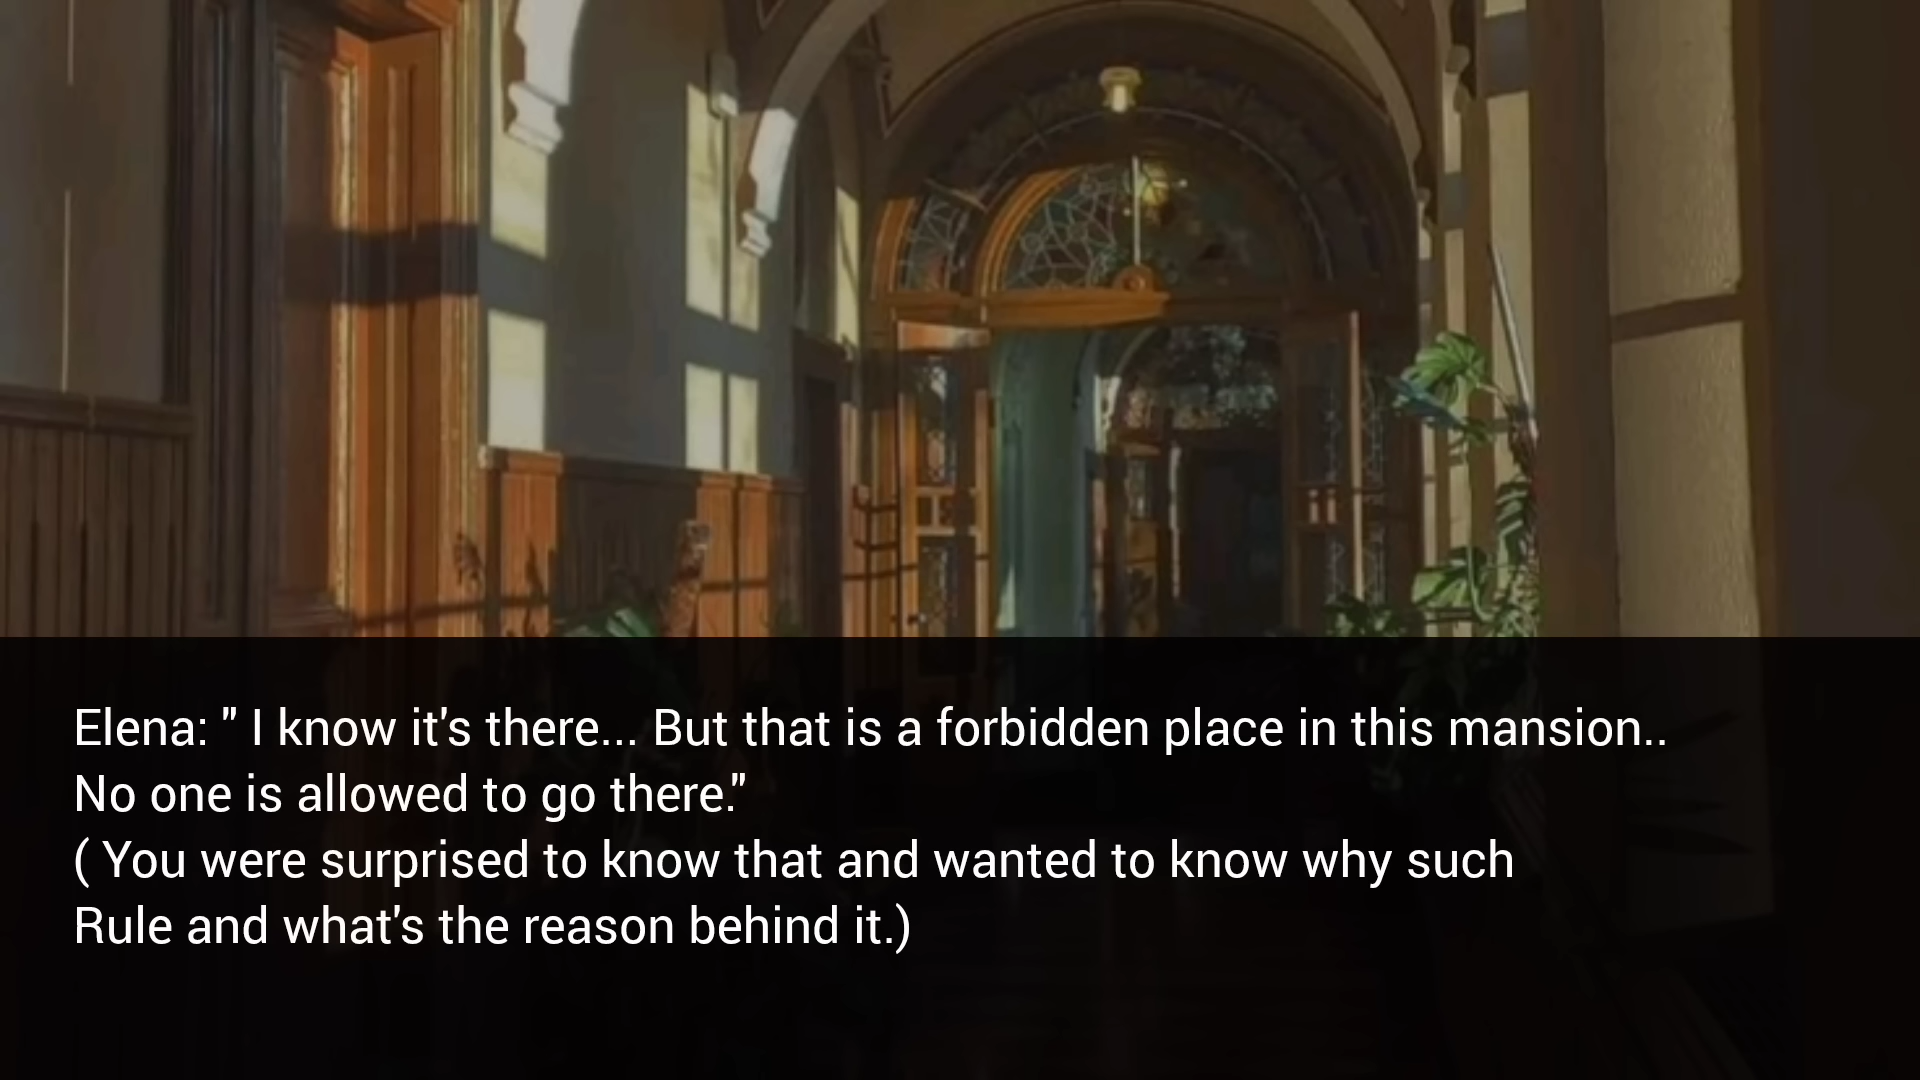 Elena: " I know it's there... But that is a forbidden place in this mansion..
No one is allowed to go there."
( You were surprised to know that and wanted to know why such
Rule and what's the reason behind it.)